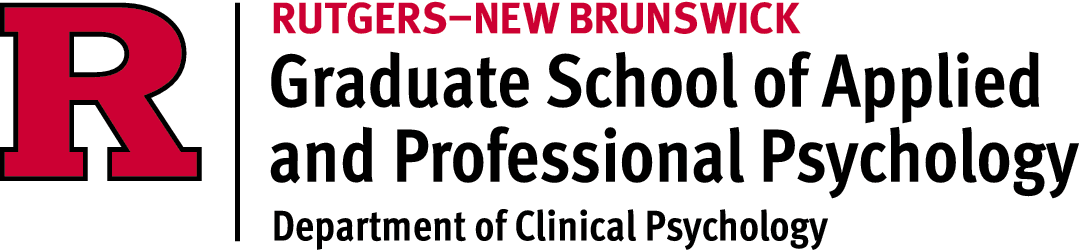 R
RUTGERS–NEW BRUNSWICK
Graduate School of Applied
and Professional Psychology
Department of Clinical Psychology